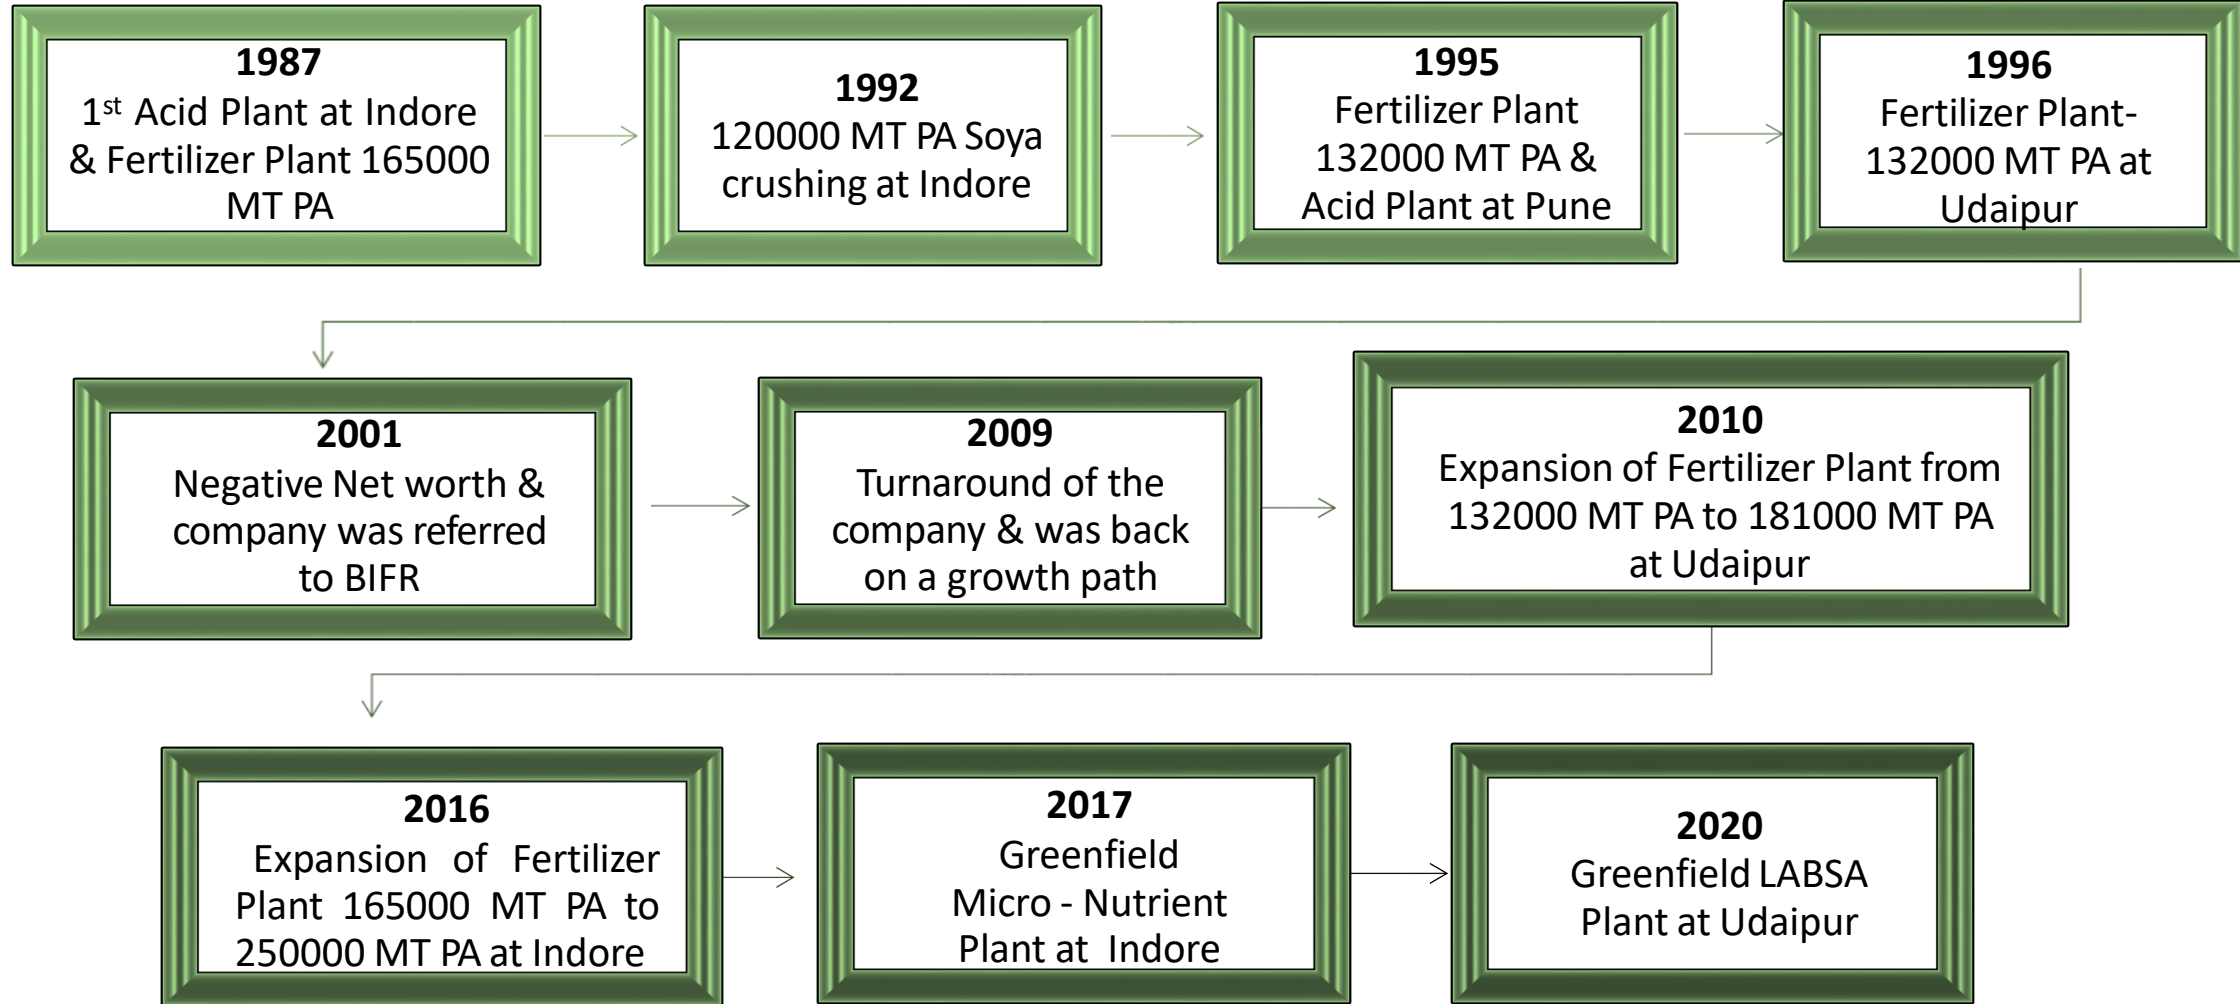 1987
1st Acid Plant at Indore
& Fertilizer Plant 165000
MT PA
1992
120000 MT PA Soya
crushing at Indore
1995
Fertilizer Plant
132000 MT PA &
Acid Plant at Pune
1996
Fertilizer Plant-
132000 MT PA at
Udaipur
2001
Negative Net worth &
company was referred
to BIFR
2009
Turnaround of the
company & was back
on a growth path
2010
Expansion of Fertilizer Plant from
132000 MT PA to 181000 MT PA
at Udaipur
2016
Expansion of Fertilizer
Plant 165000 MT PA to
250000 MT PA at Indore
2017
Greenfield
Micro - Nutrient
Plant at Indore
2020
Greenfield LABSA
Plant at Udaipur